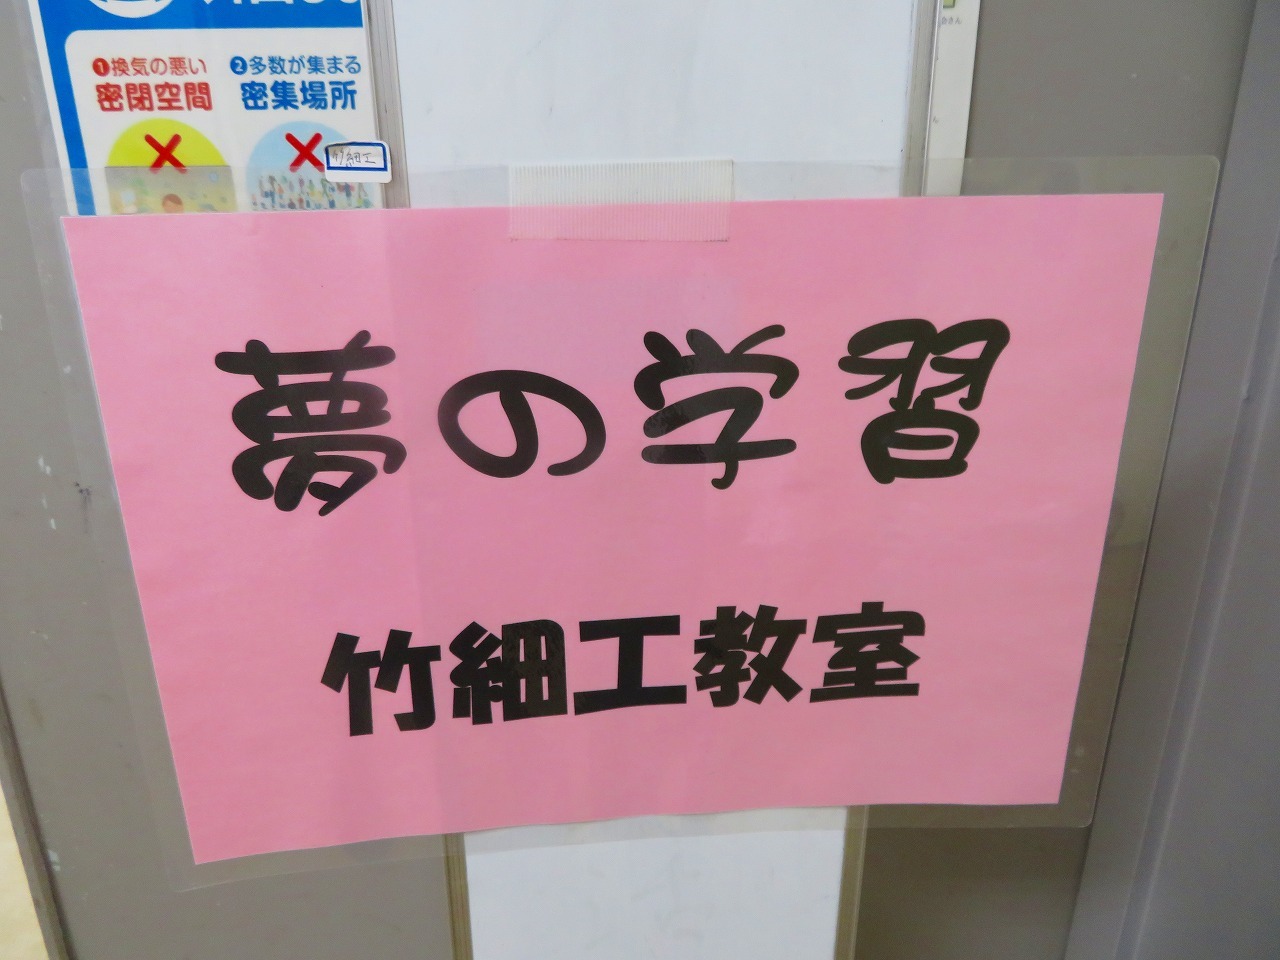 ❶換気の悪い
密閉空間
❷多数が集まる
密集場所
竹細工
夢の学習
竹細工教室